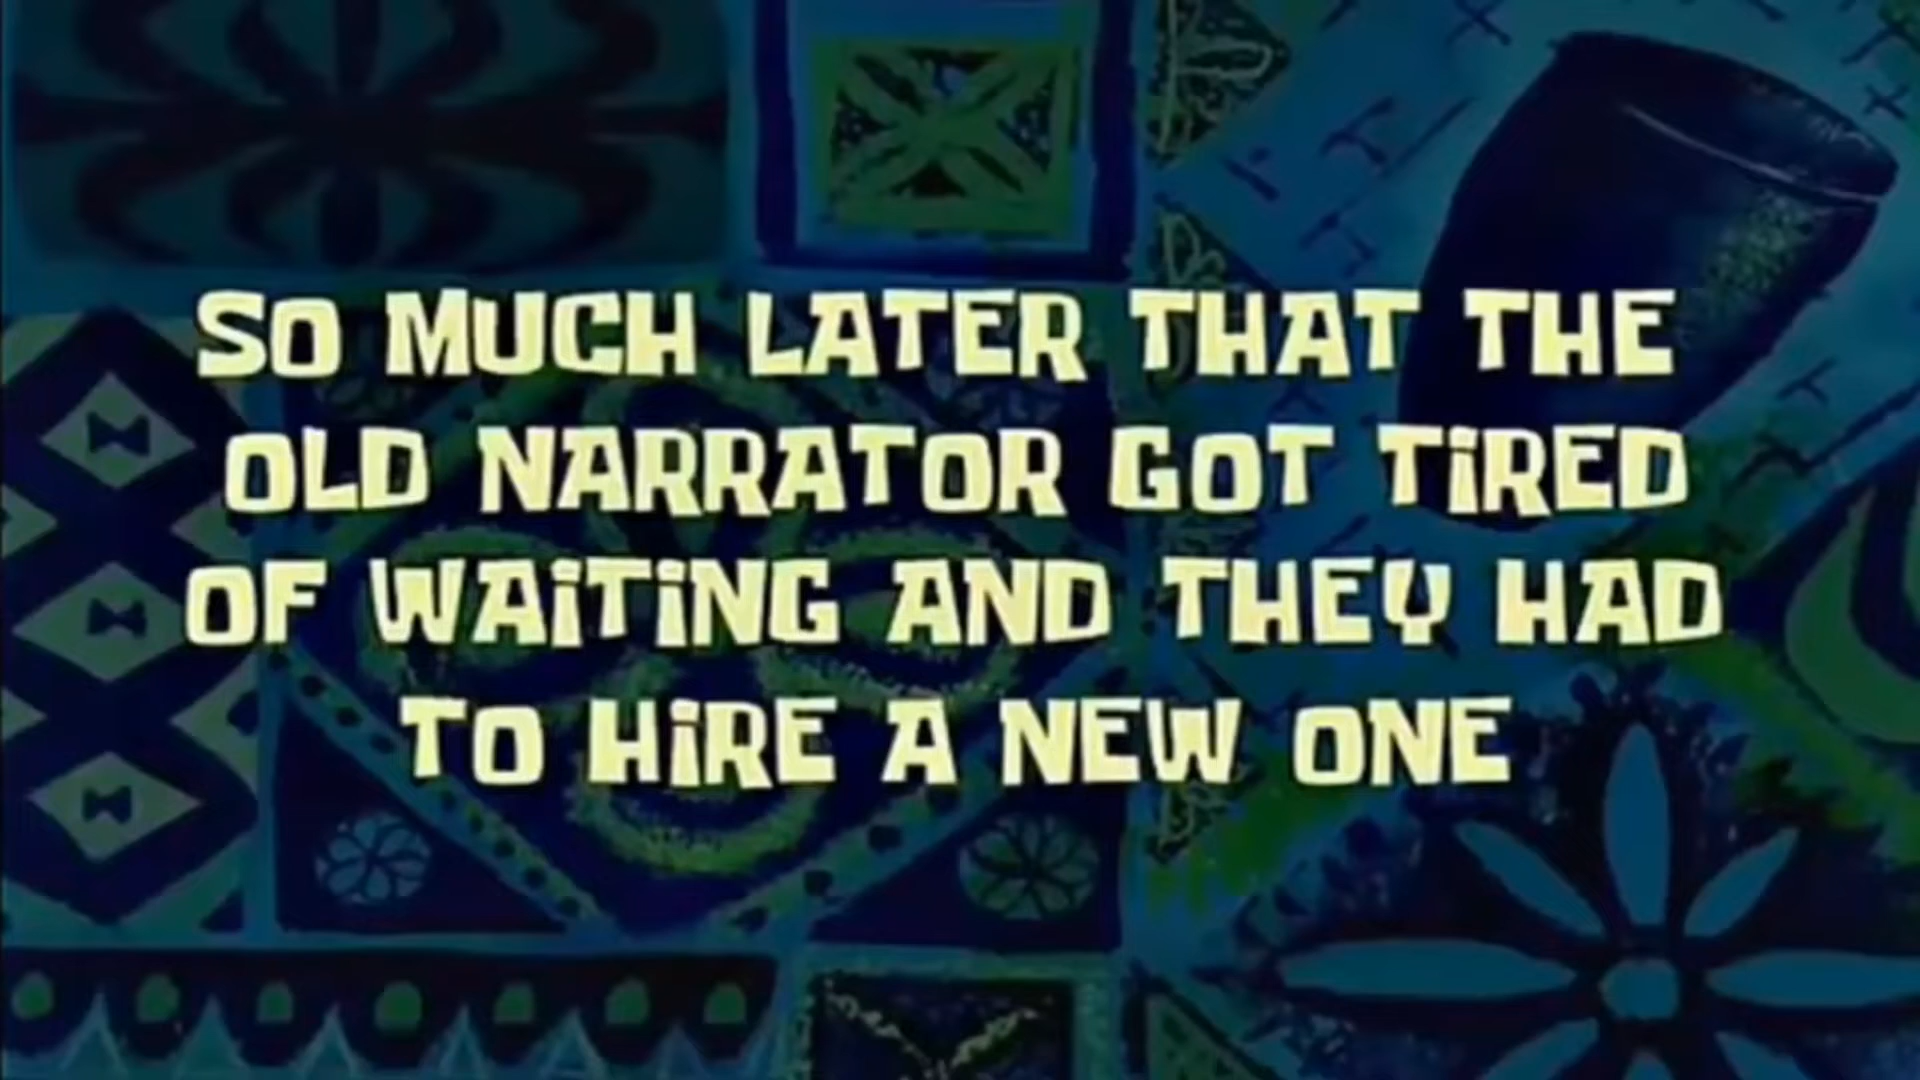 SO MUCH LATER THAT THE
OLD NARRATOR GOT TiRED
OF WAiTiNG AND THEY HAD
TO HiRE A NEW ONE